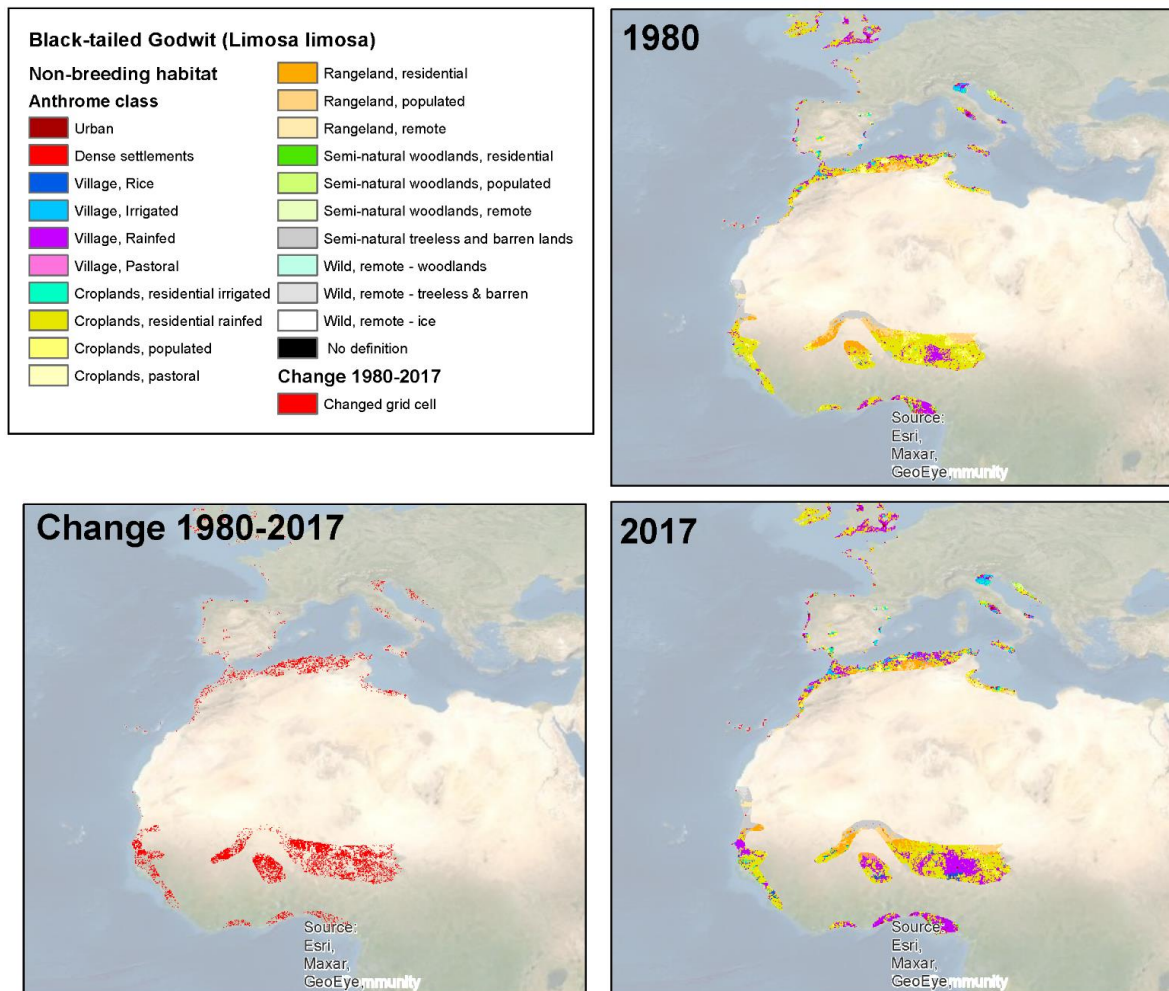 Black-tailed Godwit (Limosa limosa)
Non-breeding habitat
Anthrome class
Urban
Dense settlements
Village, Rice
Village, Irrigated
Village, Rainfed
Village, Pastoral
Croplands, residential irrigated
Croplands, residential rainfed
Croplands, populated
Croplands, pastoral
Rangeland, residential
Rangeland, populated
Rangeland, remote
Semi-natural woodlands, residential
Semi-natural woodlands, populated
Semi-natural woodlands, remote
Semi-natural treeless and barren lands
Wild, remote - woodlands
Wild, remote - treeless & barren
Wild, remote - ice
No definition
Change 1980-2017
Changed grid cell
1980
Source:
Esri,
Maxar,
GeoEye,
Change 1980-2017
Source:
Esri,
Maxar,
GeoEye,
2017
Source:
Esri,
Maxar,
GeoEye,